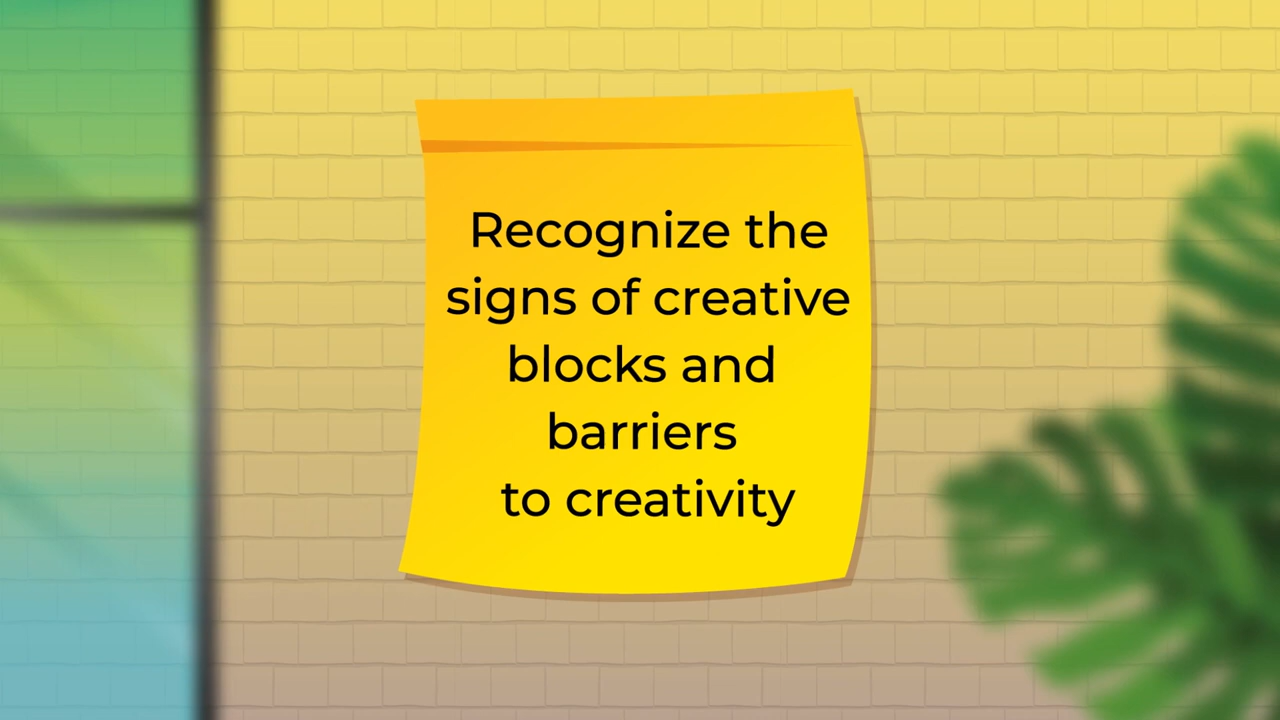 Recognize the
signs of creative
blocks and
barriers
to creativity